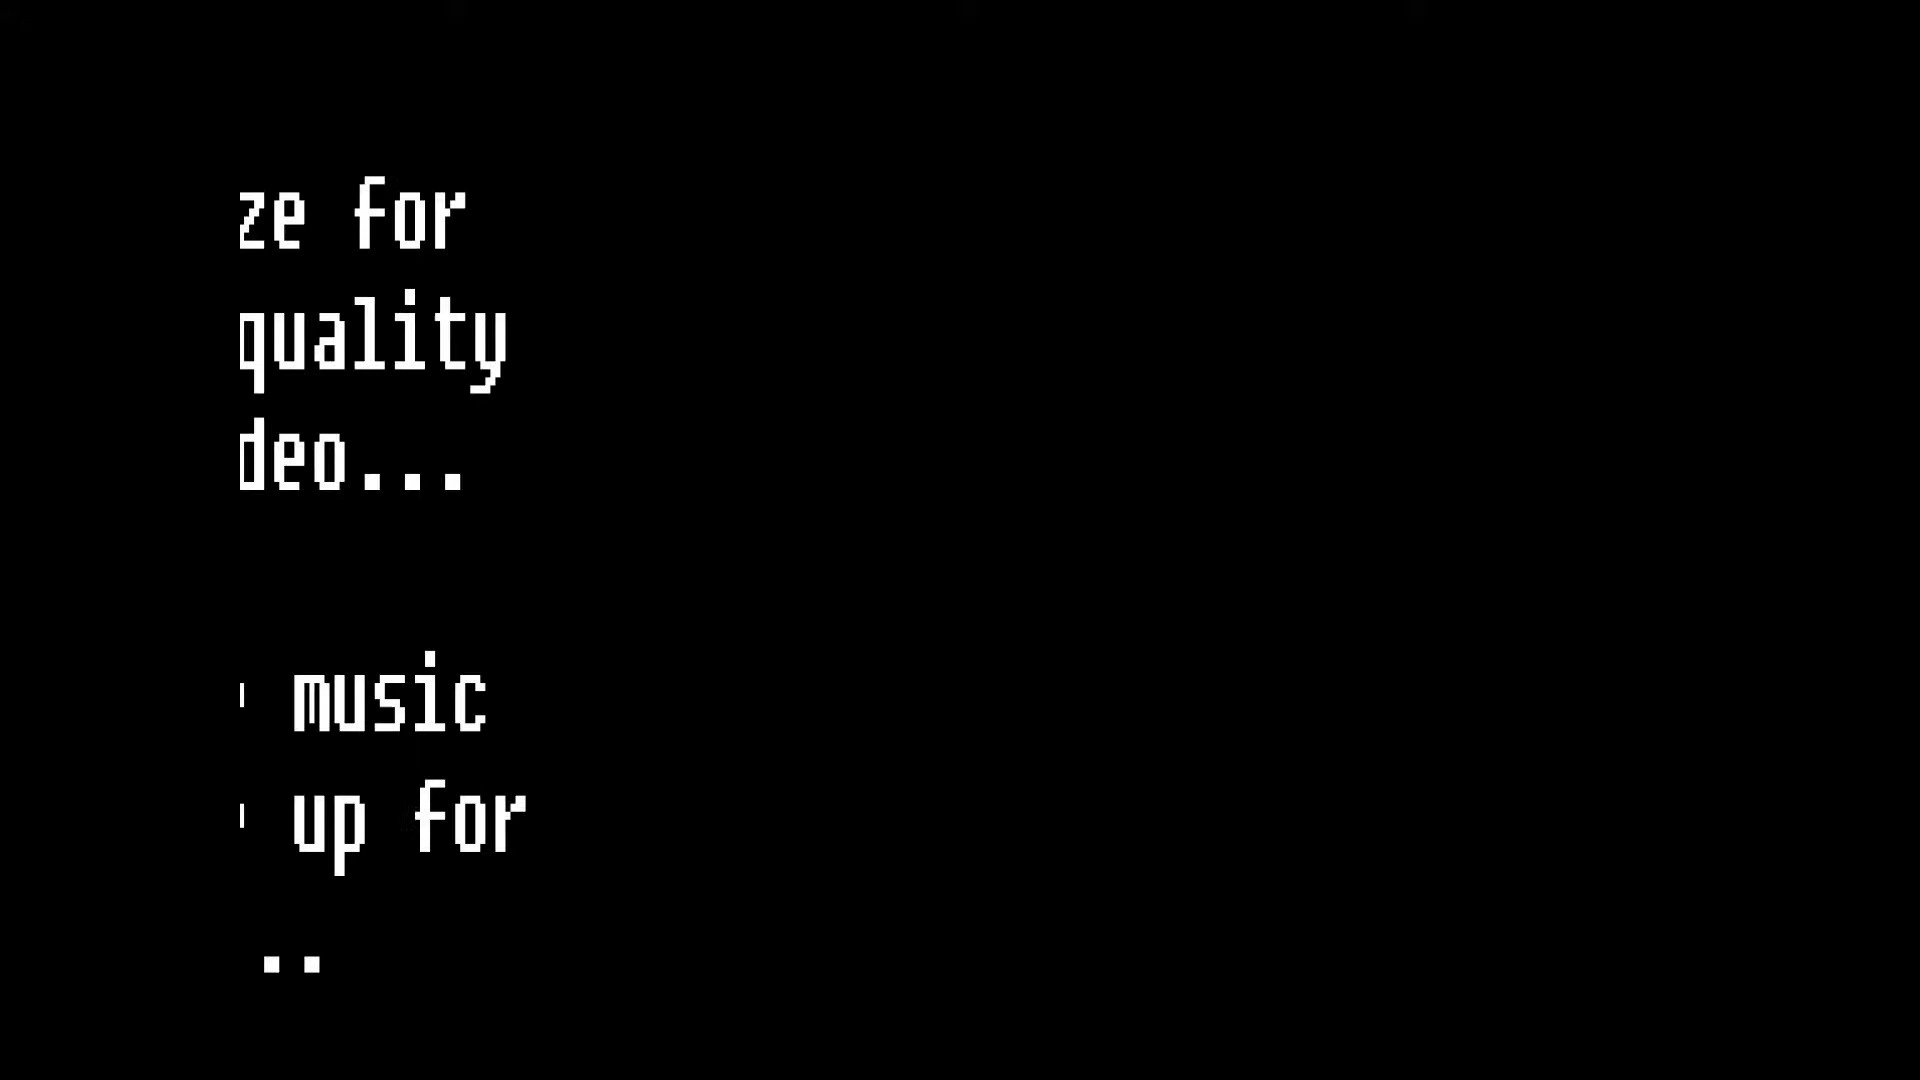 ze for
quality
deo...
music
up for
..